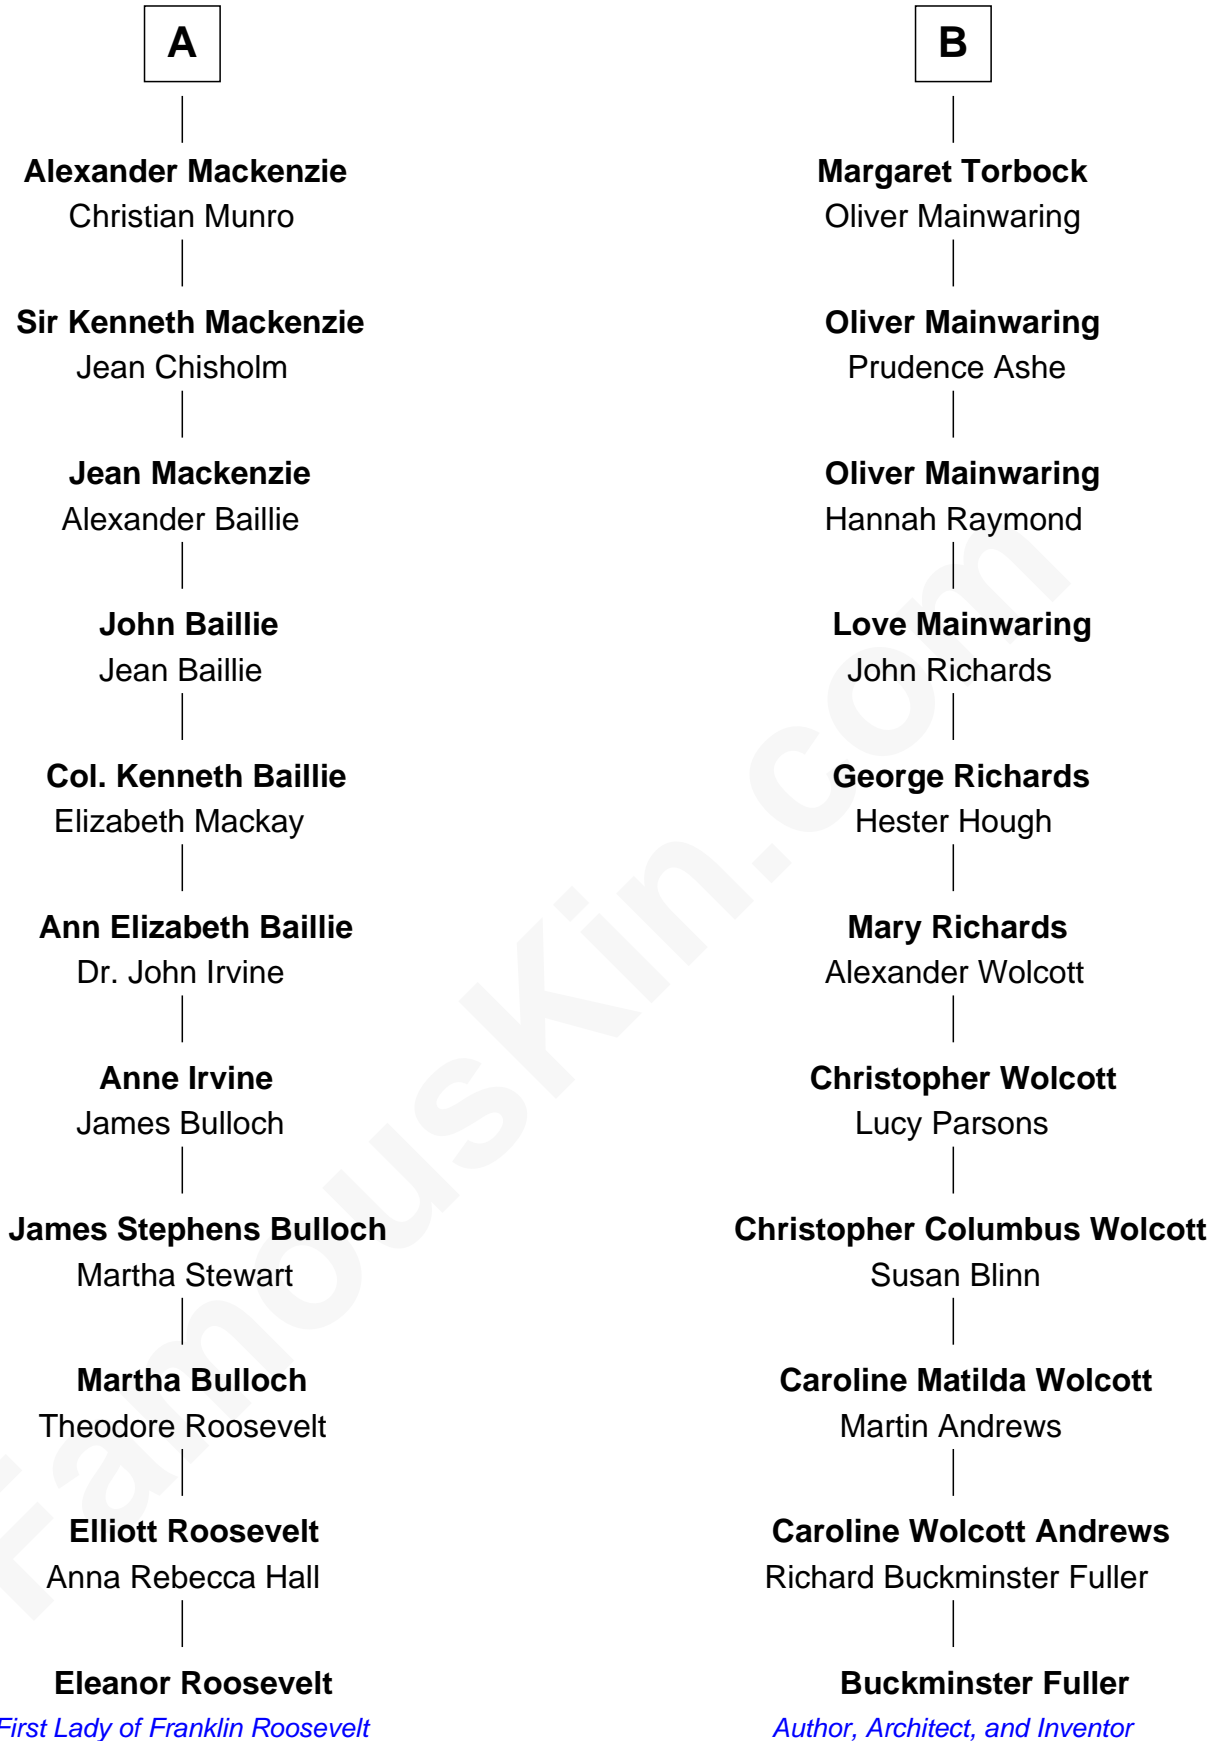 A
Alexander Mackenzie
Christian Munro
Sir Kenneth Mackenzie
Jean Chisholm
Jean Mackenzie
Alexander Baillie
John Baillie
Jean Baillie
Col. Kenneth Baillie
Elizabeth Mackay
Ann Elizabeth Baillie
Dr. John Irvine
Anne Irvine
James Bulloch
James Stephens Bulloch
Martha Stewart
Martha Bulloch
Theodore Roosevelt
Elliott Roosevelt
Anna Rebecca Hall
Eleanor Roosevelt
First Lady of Franklin Roosevelt
B
Margaret Torbock
Oliver Mainwaring
Oliver Mainwaring
Prudence Ashe
Oliver Mainwaring
Hannah Raymond
Love Mainwaring
John Richards
George Richards
Hester Hough
Mary Richards
Alexander Wolcott
Christopher Wolcott
Lucy Parsons
Christopher Columbus Wolcott
Susan Blinn
Caroline Matilda Wolcott
Martin Andrews
Caroline Wolcott Andrews
Richard Buckminster Fuller
Buckminster Fuller
Author, Architect, and Inventor
FamousKin.com